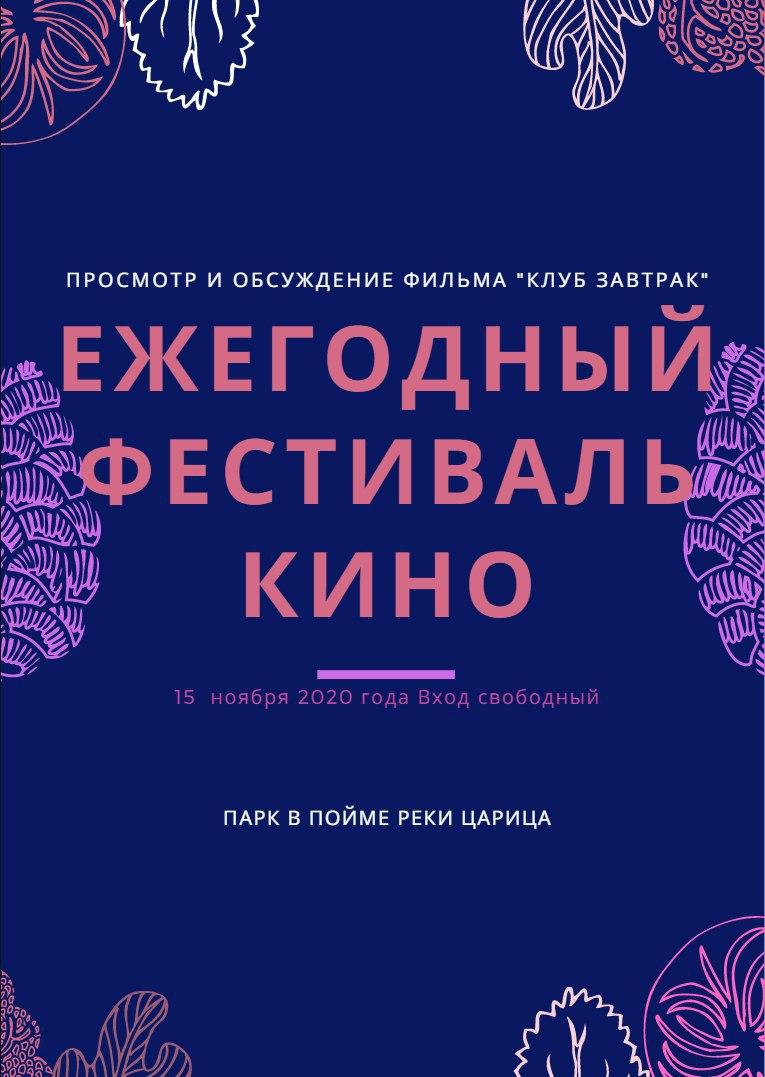 ПРОСМОТР И ОБСУЖДЕНИЕ ФИЛЬМА "КЛУБ ЗАВТРАК"
ЕЖЕГОДНЫЙ
ФЕСТИВАЛЬ
КИНО
15 ноября 2020 года Вход свободный
ПАРК В ПОЙМЕ РЕКИ ЦАРИЦА